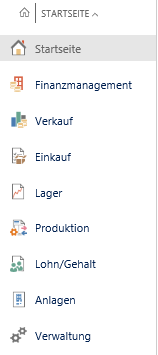 STARTSEITE
Startseite
Finanzmanagement
Verkauf
Einkauf
Lager
Produktion
Lohn/Gehalt
Anlagen
Verwaltung